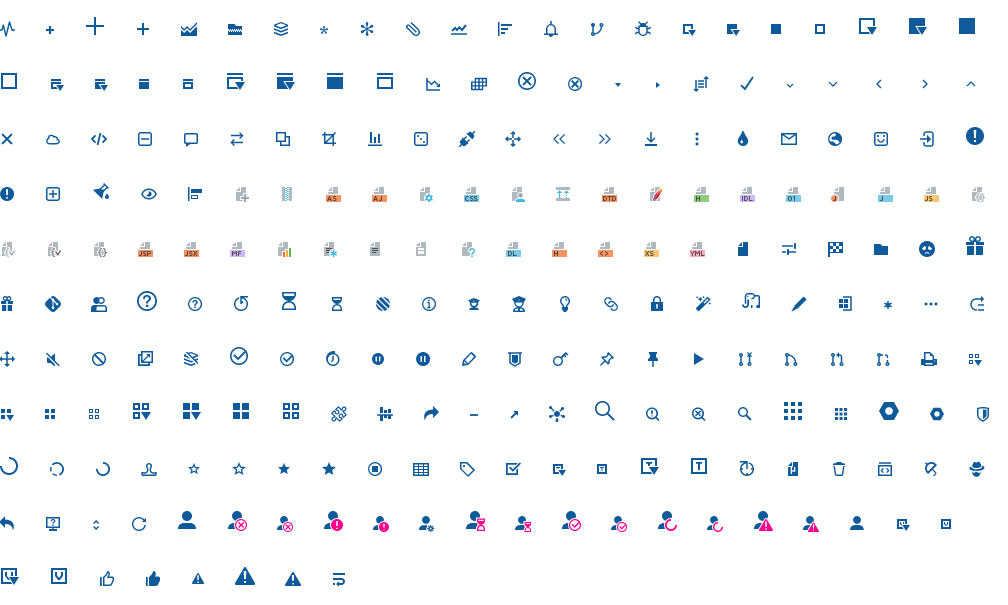 AS AJ CSS DTD H IDL 01 J J JS
JSP JSX MF ? DL H <> XS YML
? ?
T T T T
?